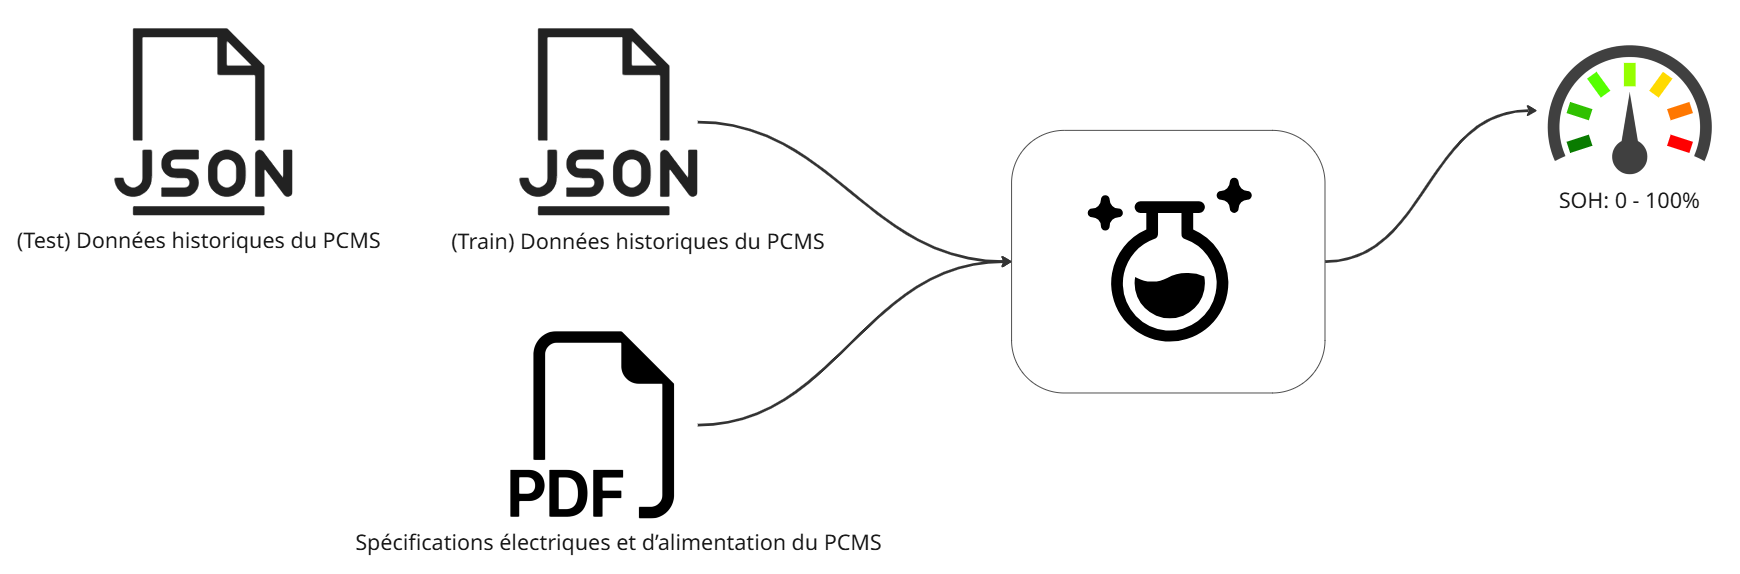 JSON
(Test) Données historiques du PCMS
JSON
(Train) Données historiques du PCMS
SOH: 0 - 100%
PDF
Spécifications électriques et d’alimentation du PCMS